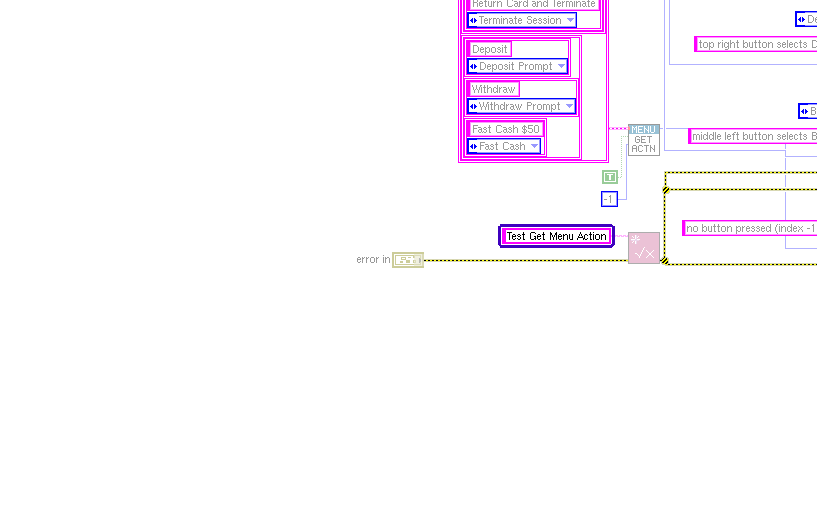 Return Card and Terminate
Terminate Session
Deposit
Deposit Prompt
Withdraw
Withdraw Prompt
Fast Cash $50
Fast Cash
MENU
GET
ACTN
T
-1
Test Get Menu Action
√x
error in
top right button selects D
B
middle left button selects B
no button pressed (index -1